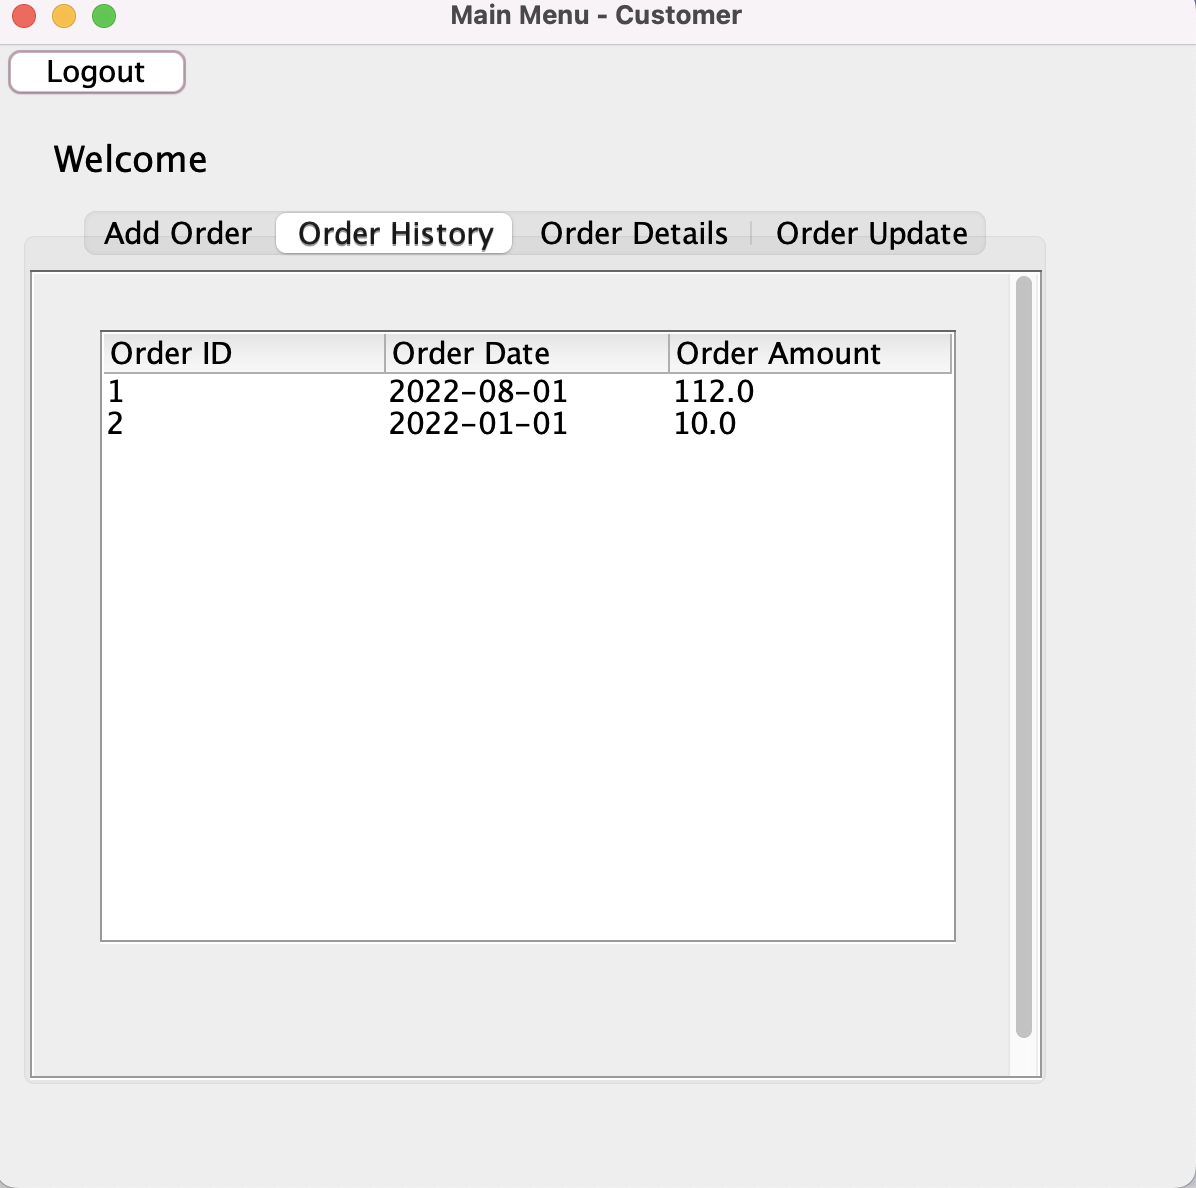 Main Menu - Customer
Logout
Welcome
Add Order Order History Order Details Order Update
Order ID Order Date Order Amount
1 2022-08-01 112.0
2 2022-01-01 10.0